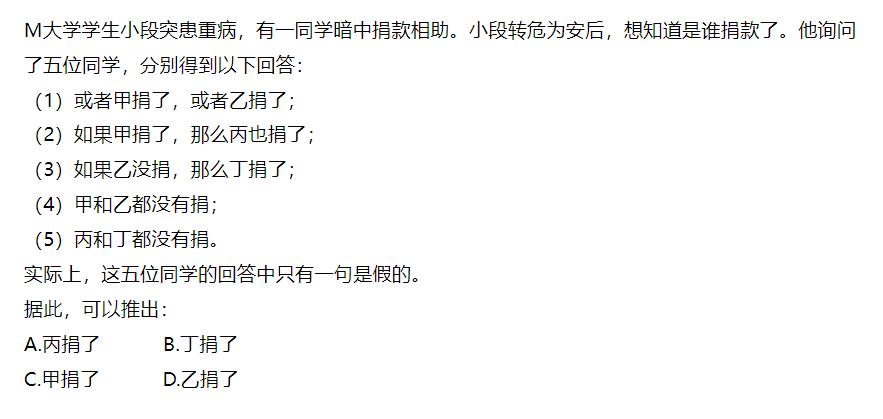 M大学学生小段突患重病，有一同学暗中捐款相助。小段转危为安后，想知道是谁捐款了。他询问
了五位同学，分别得到以下回答：
（1）或者甲捐了，或者乙捐了；
（2）如果甲捐了，那么丙也捐了；
（3）如果乙没捐，那么丁捐了；
（4）甲和乙都没有捐；
（5）丙和丁都没有捐。
实际上，这五位同学的回答中只有一句是假的。
据此，可以推出：
A.丙捐了 B.丁捐了
C.甲捐了 D.乙捐了